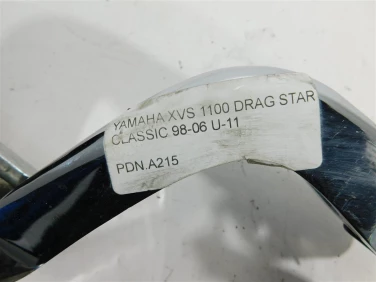 YAMAHA XVS 1100 DRAG STAR
CLASSIC 98-06 U-11
PDN.A215